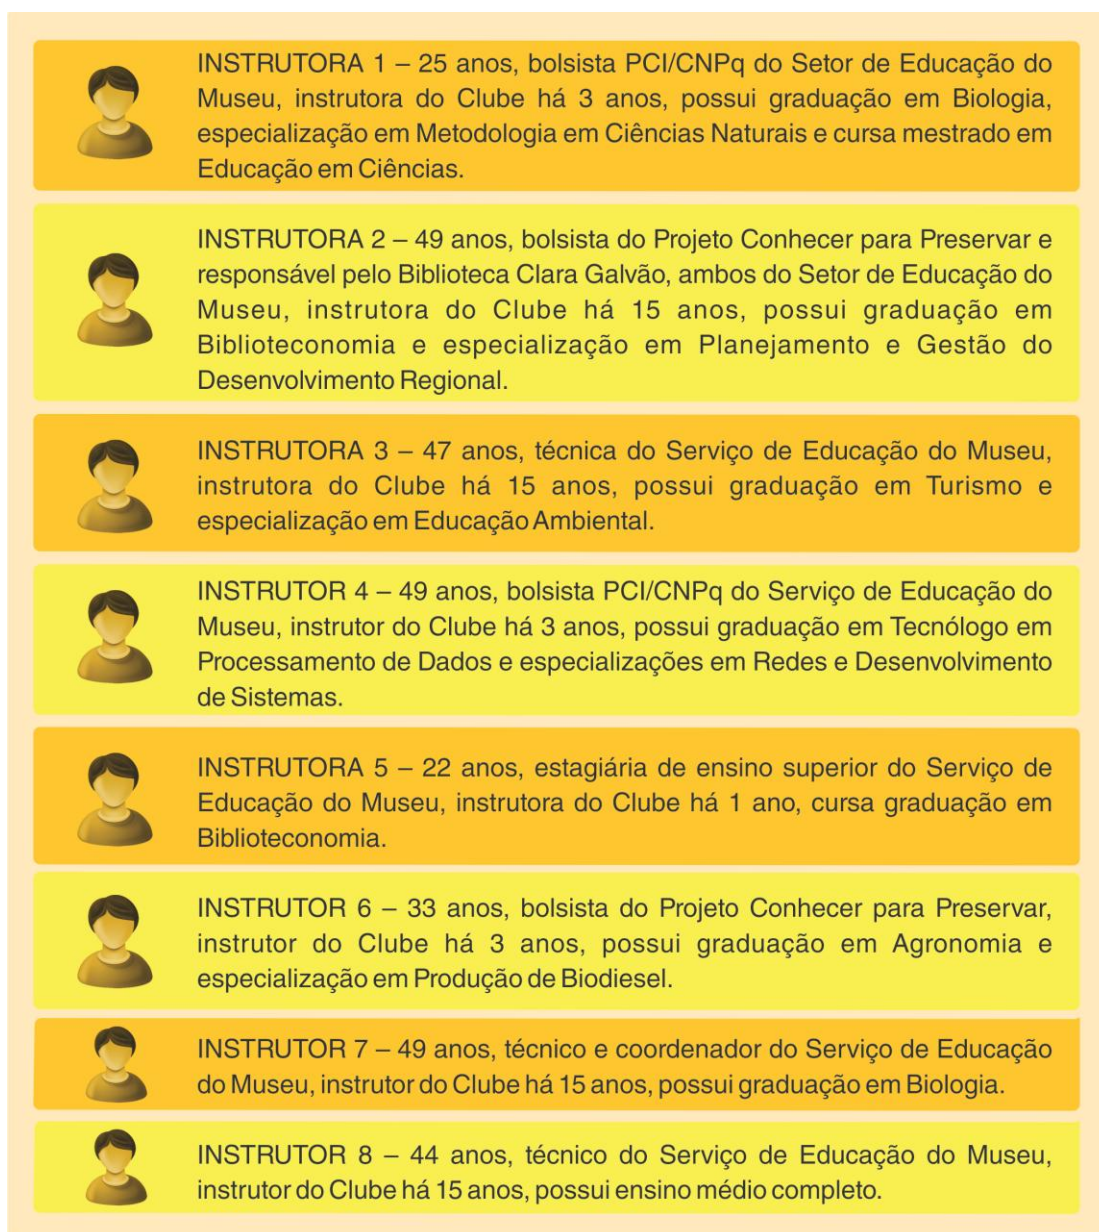 INSTRUTORA 1 – 25 anos, bolsista PCI/CNPq do Setor de Educação do
Museu, instrutora do Clube há 3 anos, possui graduação em Biologia,
especialização em Metodologia em Ciências Naturais e cursa mestrado em
Educação em Ciências.
INSTRUTORA 2 – 49 anos, bolsista do Projeto Conhecer para Preservar e
responsável pelo Biblioteca Clara Galvão, ambos do Setor de Educação do
Museu, instrutora do Clube há 15 anos, possui graduação em
Biblioteconomia e especialização em Planejamento e Gestão do
Desenvolvimento Regional.
INSTRUTORA 3 – 47 anos, técnica do Serviço de Educação do Museu,
instrutora do Clube há 15 anos, possui graduação em Turismo e
especialização em Educação Ambiental.
INSTRUTOR 4 – 49 anos, bolsista PCI/CNPq do Serviço de Educação do
Museu, instrutor do Clube há 3 anos, possui graduação em Tecnólogo em
Processamento de Dados e especializações em Redes e Desenvolvimento
de Sistemas.
INSTRUTORA 5 – 22 anos, estagiária de ensino superior do Serviço de
Educação do Museu, instrutora do Clube há 1 ano, cursa graduação em
Biblioteconomia.
INSTRUTOR 6 – 33 anos, bolsista do Projeto Conhecer para Preservar,
instrutor do Clube há 3 anos, possui graduação em Agronomia e
especialização em Produção de Biodiesel.
INSTRUTOR 7 – 49 anos, técnico e coordenador do Serviço de Educação
do Museu, instrutor do Clube há 15 anos, possui graduação em Biologia.
INSTRUTOR 8 – 44 anos, técnico do Serviço de Educação do Museu,
instrutor do Clube há 15 anos, possui ensino médio completo.